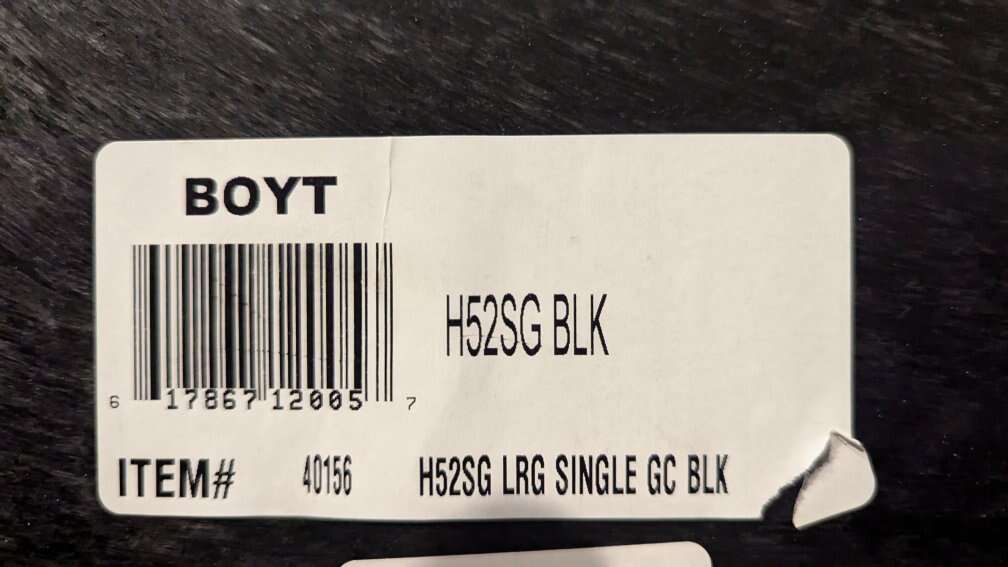 BOYT
H52SG BLK
6 17867 12005 7
ITEM# 40156 H52SG LRG SINGLE GC BLK